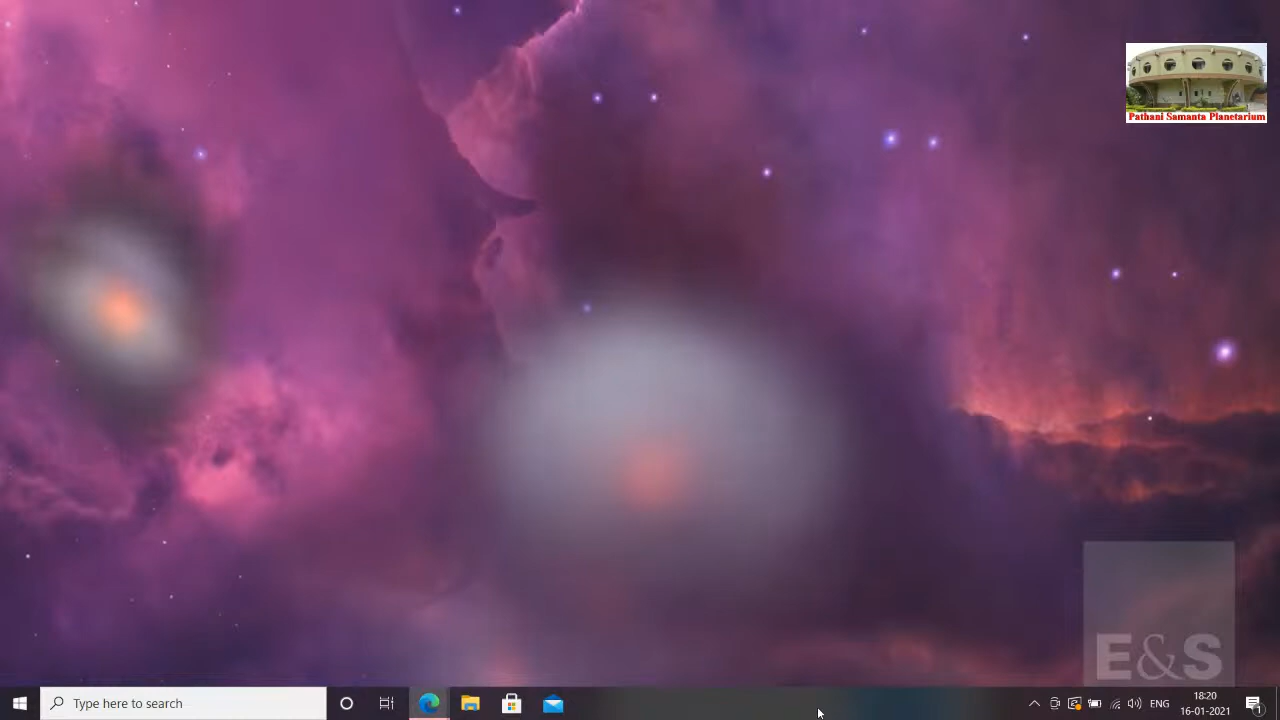 Pathani Samanta Planetarium
E&S
Type here to search
ENG
18:20
16-01-2021
1